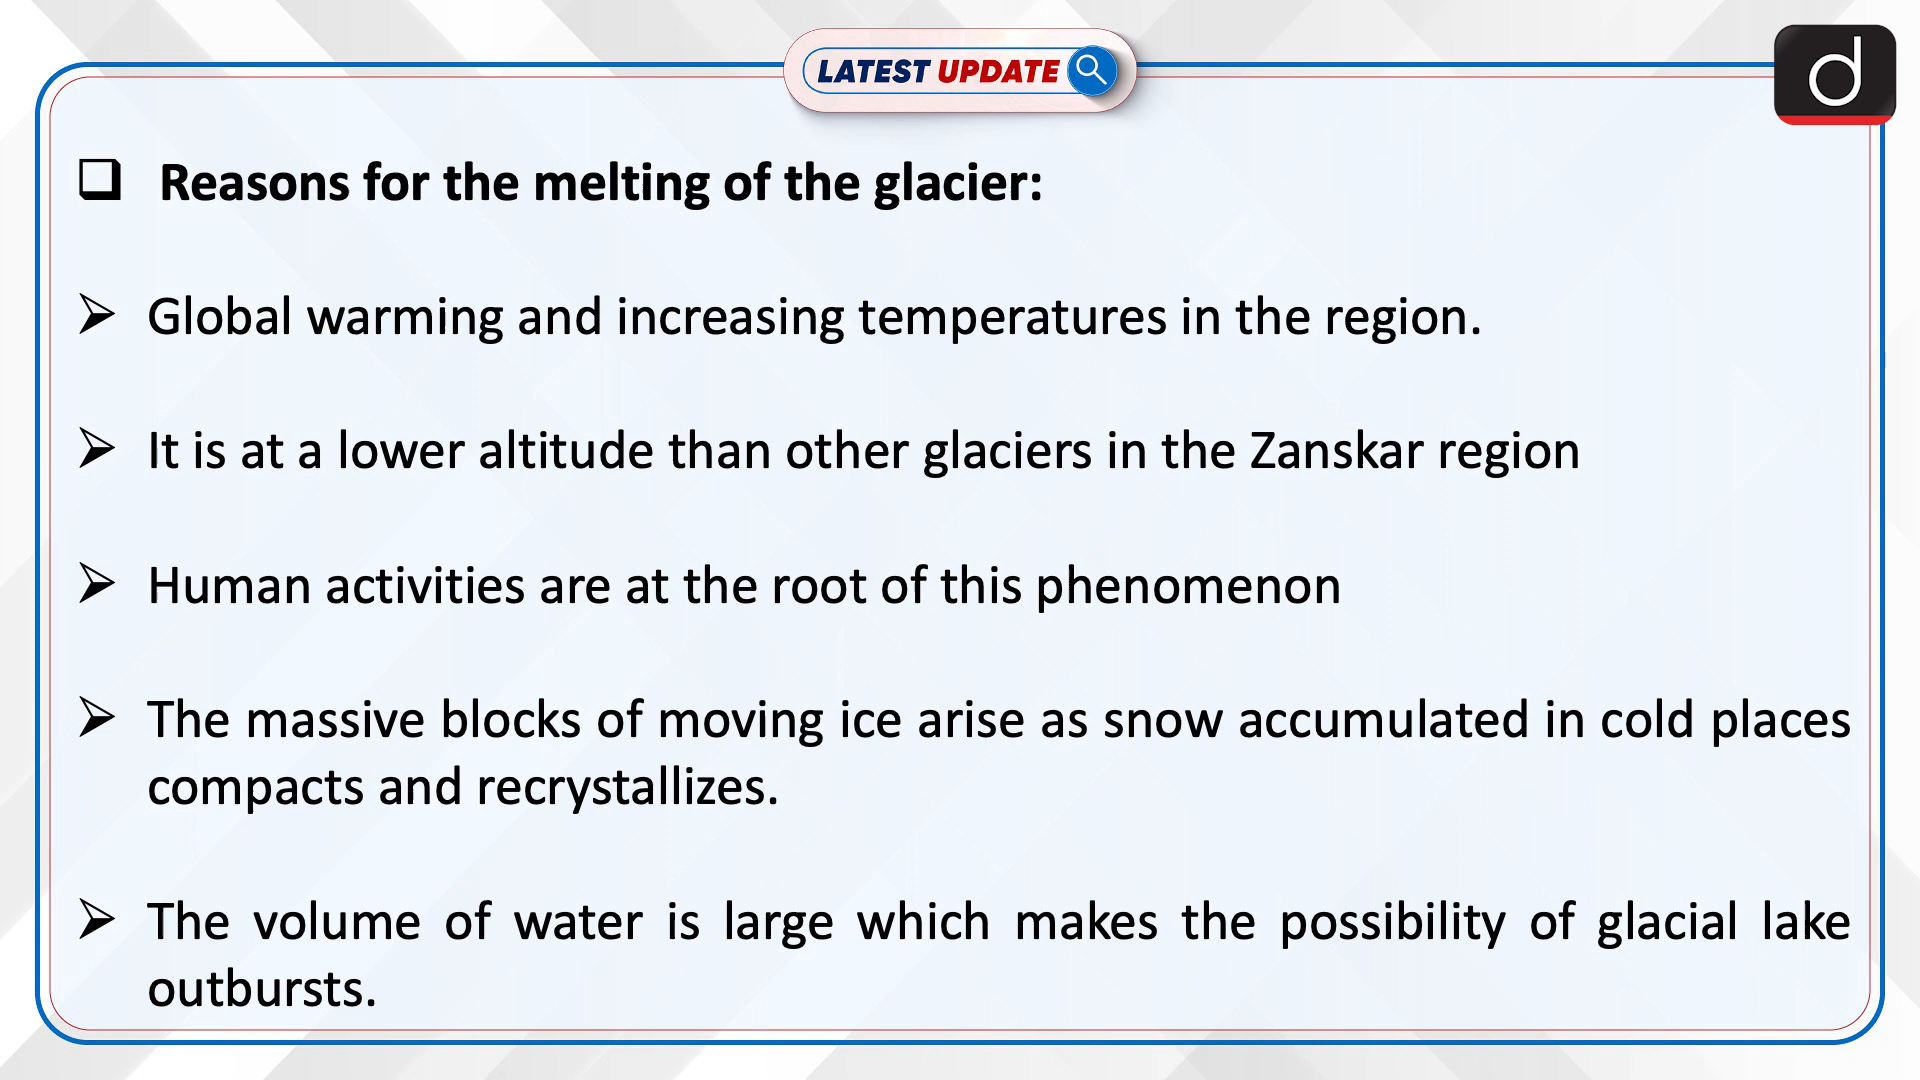 LATEST UPDATE
d
❑ Reasons for the melting of the glacier:
➢ Global warming and increasing temperatures in the region.
➢ It is at a lower altitude than other glaciers in the Zanskar region
➢ Human activities are at the root of this phenomenon
➢ The massive blocks of moving ice arise as snow accumulated in cold places
compacts and recrystallizes.
➢ The volume of water is large which makes the possibility of glacial lake
outbursts.